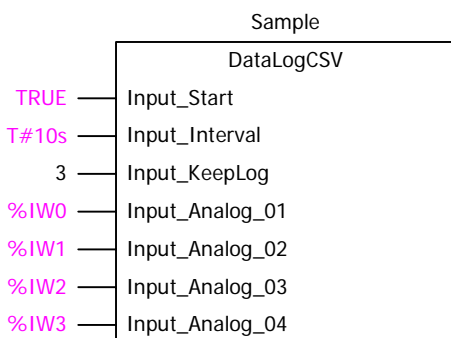 Sample
DataLogCSV
TRUE Input_Start
T#10s Input_Interval
3 Input_KeepLog
%IW0 Input_Analog_01
%IW1 Input_Analog_02
%IW2 Input_Analog_03
%IW3 Input_Analog_04